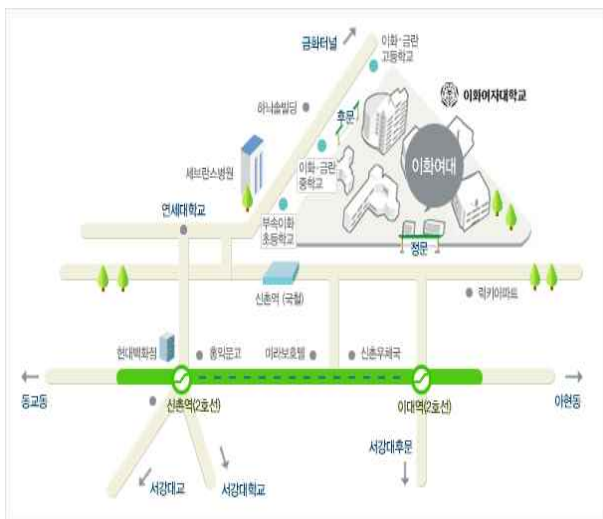 금화터널
이화·금란
고등학교
이화여자대학교
하나솔빌딩
후문
이화여대
세브란스병원
이화·금란
중학교
연세대학교
부속이화
초등학교
정문
신촌역 (국철)
럭키아파트
현대백화점
홍익문고
미라보호텔
신촌우체국
동교동
신촌역(2호선)
이대역(2호선)
아현동
서강대후문
서강대교
서강대학교